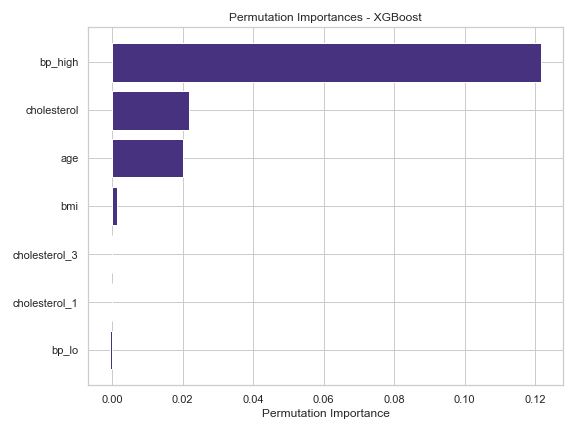 Permutation Importances - XGBoost
bp_high
cholesterol
age
bmi
cholesterol_3
cholesterol_1
bp_lo
0.00 0.02 0.04 0.06 0.08 0.10 0.12
Permutation Importance